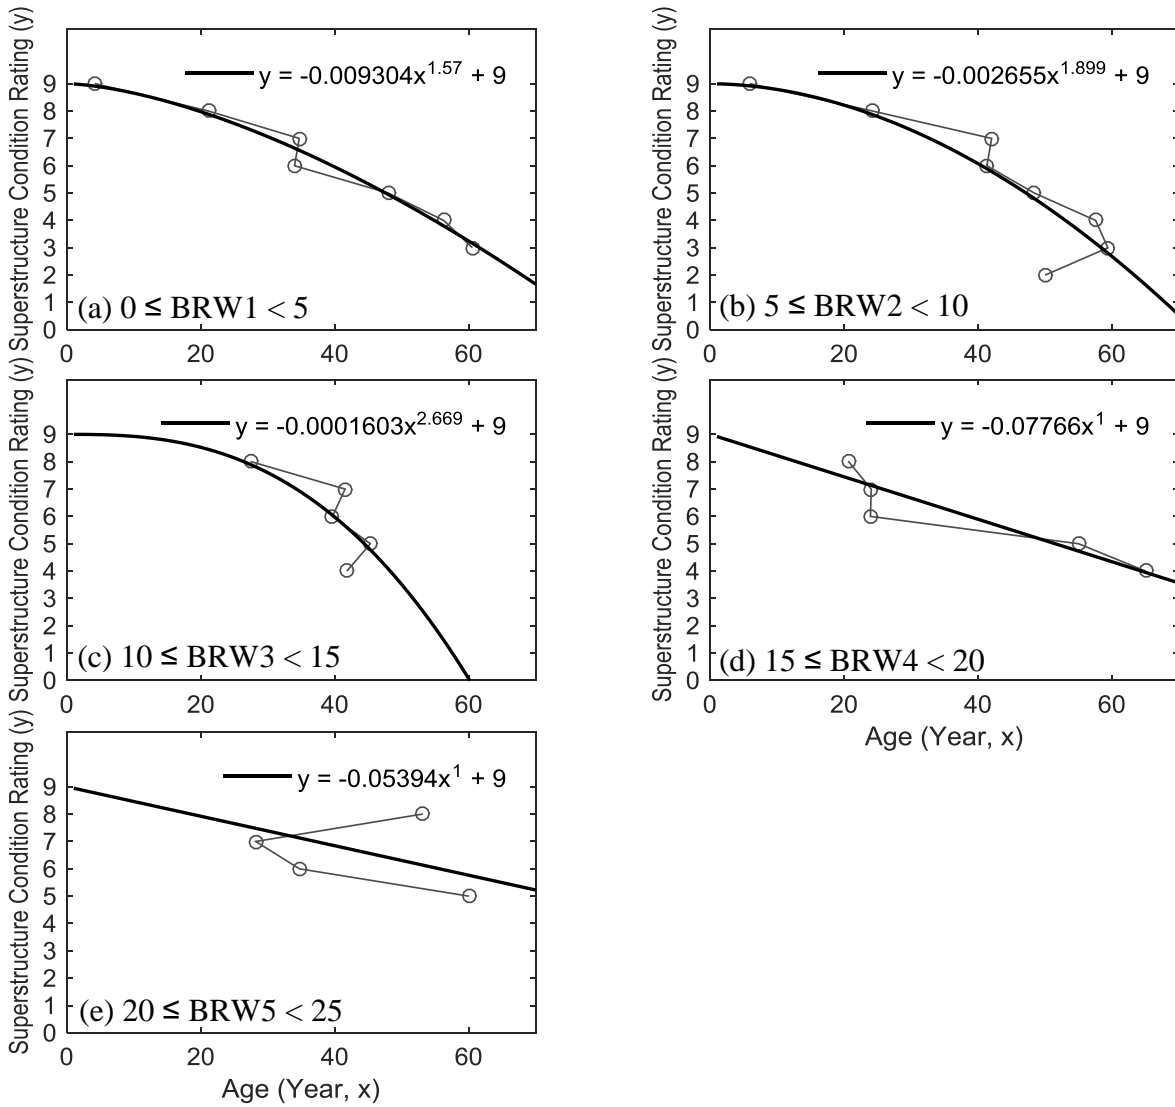 Superstructure Condition Rating (y)
9
8
7
6
5
4
3
2
1
0
y = -0.009304x^1.57 + 9
(a) 0 ≤ BRW1 < 5
0 20 40 60
Superstructure Condition Rating (y)
9
8
7
6
5
4
3
2
1
0
y = -0.002655x^1.899 + 9
(b) 5 ≤ BRW2 < 10
0 20 40 60
Superstructure Condition Rating (y)
9
8
7
6
5
4
3
2
1
0
y = -0.0001603x^2.669 + 9
(c) 10 ≤ BRW3 < 15
0 20 40 60
Superstructure Condition Rating (y)
9
8
7
6
5
4
3
2
1
0
y = -0.07766x^1 + 9
(d) 15 ≤ BRW4 < 20
0 20 40 60
Age (Year, x)
Superstructure Condition Rating (y)
9
8
7
6
5
4
3
2
1
0
y = -0.05394x^1 + 9
(e) 20 ≤ BRW5 < 25
0 20 40 60
Age (Year, x)